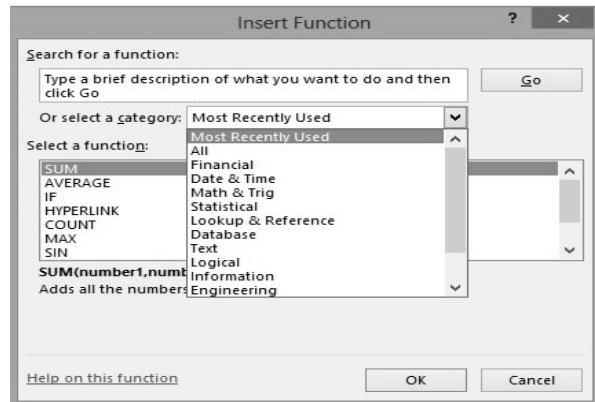 Insert Function
? ×
Search for a function:
Type a brief description of what you want to do and then
click Go
Go
Or select a category: Most Recently Used
Most Recently Used
All
Financial
Date & Time
Math & Trig
Statistical
Lookup & Reference
Database
Text
Logical
Information
Engineering
Select a function:
SUM
AVERAGE
IF
HYPERLINK
COUNT
MAX
SIN
SUM(number1,numb
Adds all the numbers
Help on this function
OK
Cancel